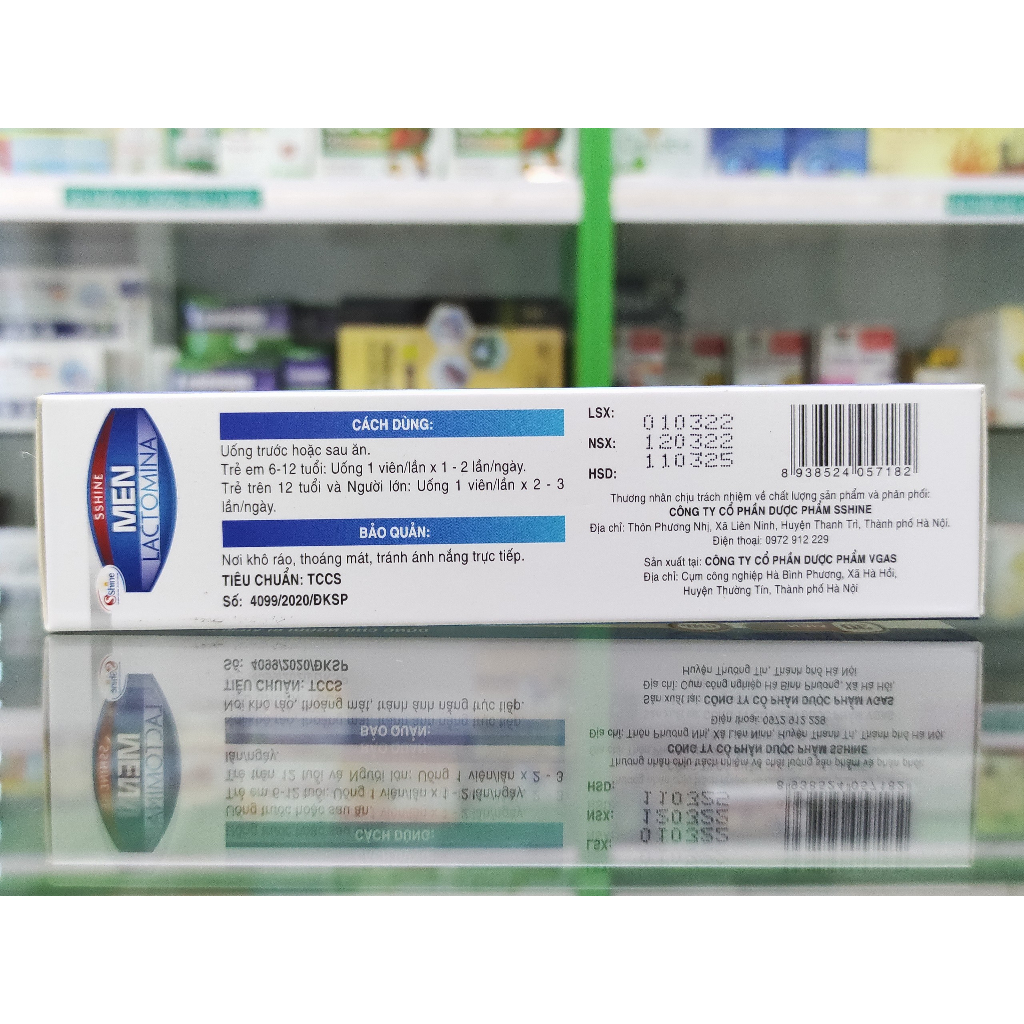 SSHINE
MEN
LACTOMINA
Sshine
CÁCH DÙNG:
Uống trước hoặc sau ăn.
Trẻ em 6-12 tuổi: Uống 1 viên/lần x 1 - 2 lần/ngày.
Trẻ trên 12 tuổi và Người lớn: Uống 1 viên/lần x 2 - 3
lần/ngày.
BẢO QUẢN:
Nơi khô ráo, thoáng mát, tránh ánh nắng trực tiếp.
TIÊU CHUẨN: TCCS
Số: 4099/2020/ĐKSP
LSX: 010322
NSX: 120322
HSD: 110325
8 938524 057182
Thương nhân chịu trách nhiệm về chất lượng sản phẩm và phân phối:
CÔNG TY CỔ PHẦN DƯỢC PHẨM SSHINE
Địa chỉ: Thôn Phương Nhị, Xã Liên Ninh, Huyện Thanh Trì, Thành phố Hà Nội.
Điện thoại: 0972 912 229
Sản xuất tại: CÔNG TY CỔ PHẦN DƯỢC PHẨM VGAS
Địa chỉ: Cụm công nghiệp Hà Bình Phương, Xã Hà Hồi,
Huyện Thường Tín, Thành phố Hà Nội